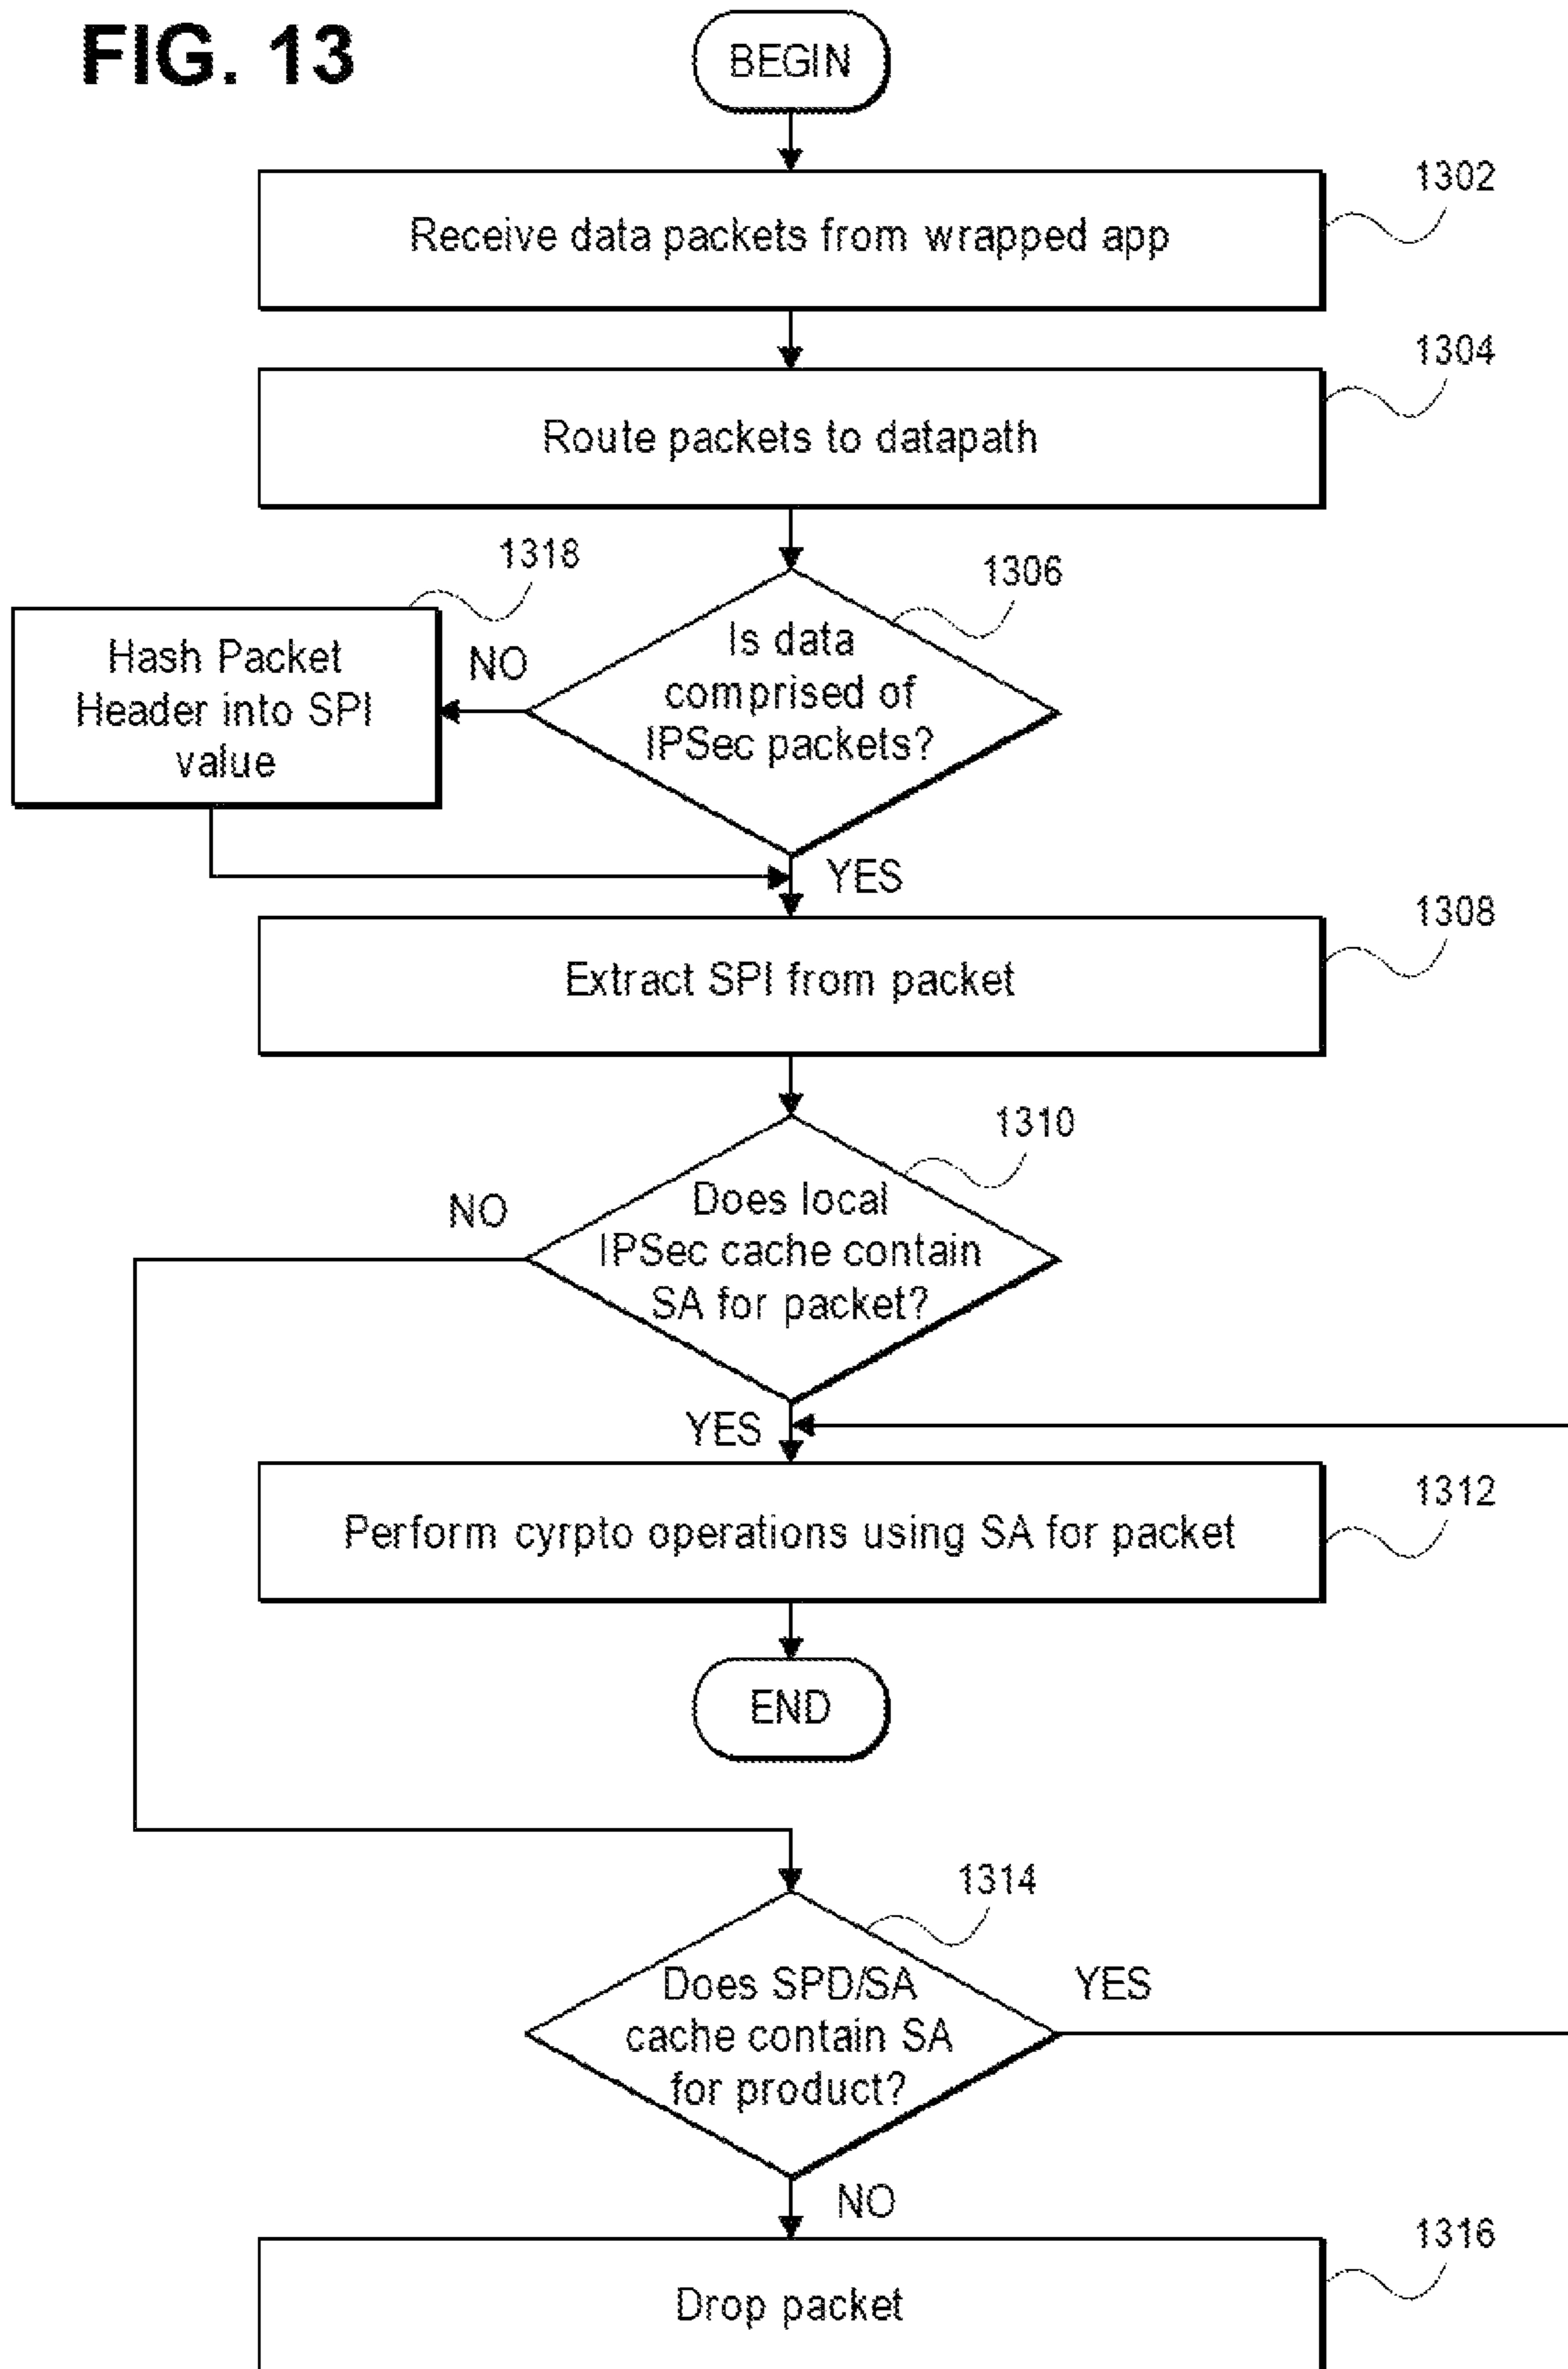 FIG. 13
BEGIN
1302
Receive data packets from wrapped app
1304
Route packets to datapath
1318
1306
Hash Packet
Header into SPI
value
NO
Is data
comprised of
IPSec packets?
YES
1308
Extract SPI from packet
1310
NO
Does local
IPSec cache contain
SA for packet?
YES
1312
Perform cyrpto operations using SA for packet
END
1314
Does SPD/SA
cache contain SA
for product?
YES
NO
1316
Drop packet